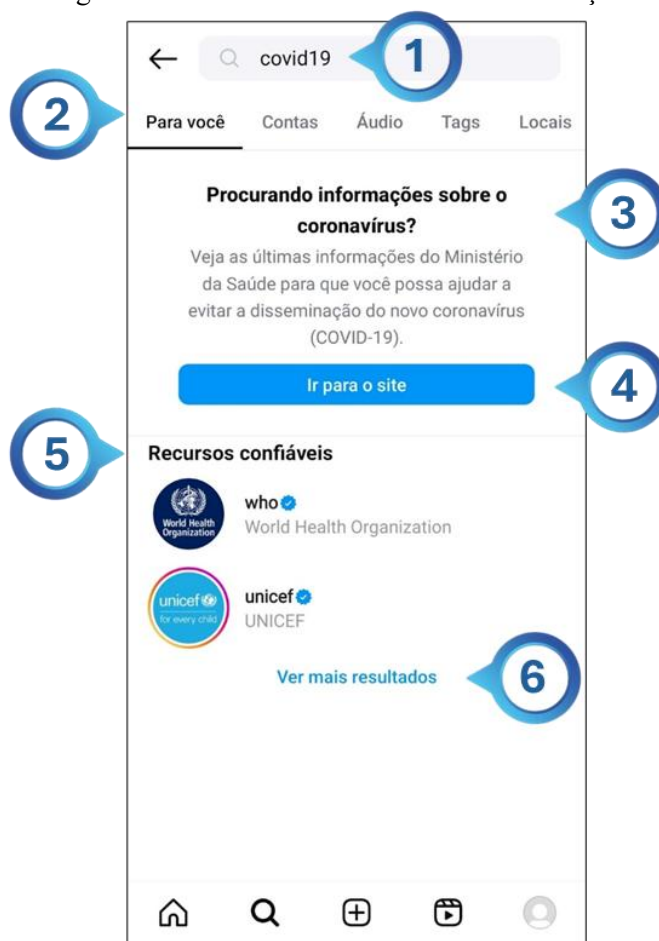 covid19
1
2
Para você Contas Áudio Tags Locais
Procurando informações sobre o
coronavírus?
3
Veja as últimas informações do Ministério
da Saúde para que você possa ajudar a
evitar a disseminação do novo coronavírus
(COVID-19).
Ir para o site
4
5
Recursos confiáveis
World Health
Organization
who
World Health Organization
unicef
for every child
unicef
UNICEF
Ver mais resultados
6